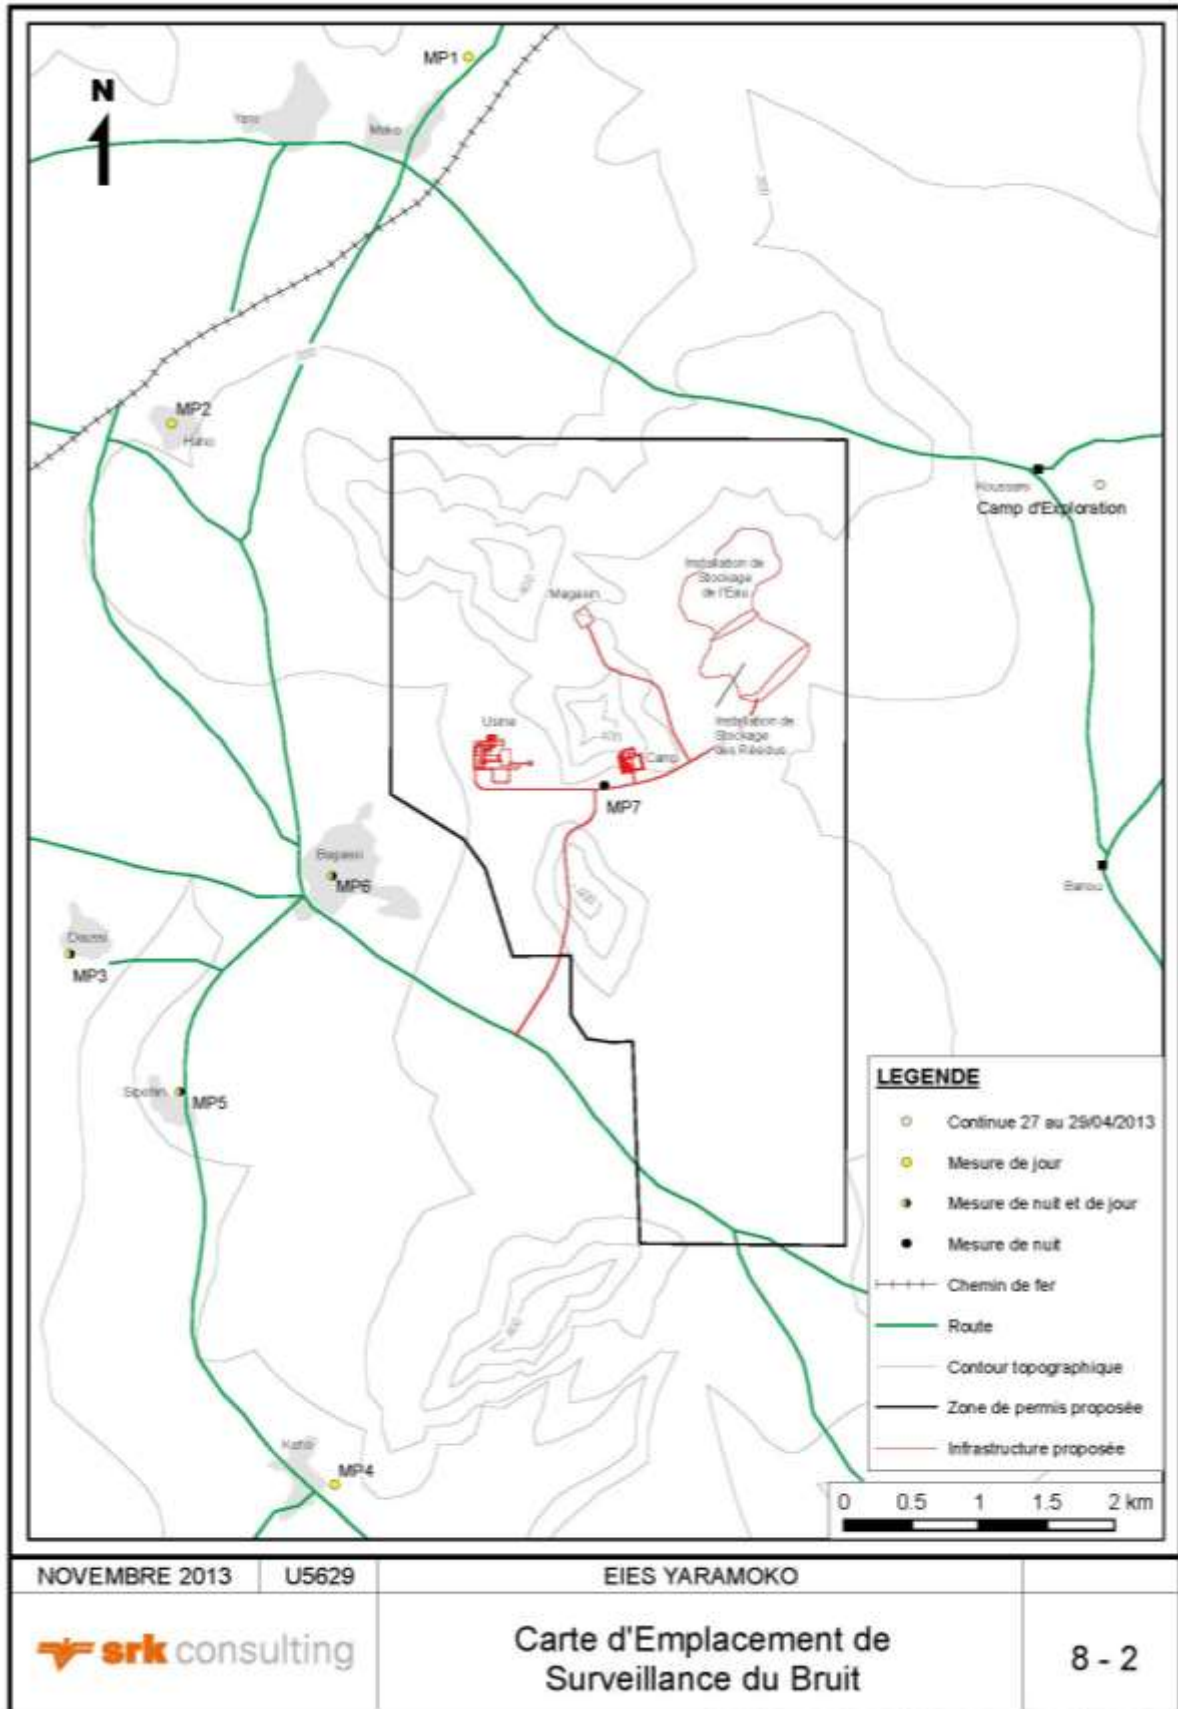 MP1
N
Yaro
Mako
MP2
Camp d'Exploration
Installation de
Stockage
de l'Eau
Magasin
400
Usine
Camp
Installation de
Stockage
des Résidus
MP7
Bagassi
MP6
400
MP3
MP5
MP4
LEGENDE
Continue 27 au 29/04/2013
Mesure de jour
Mesure de nuit et de jour
Mesure de nuit
Chemin de fer
Route
Contour topographique
Zone de permis proposée
Infrastructure proposée
0 0.5 1 1.5 2 km
NOVEMBRE 2013
U5629
EIES YARAMOKO
srk consulting
Carte d'Emplacement de
Surveillance du Bruit
8 - 2